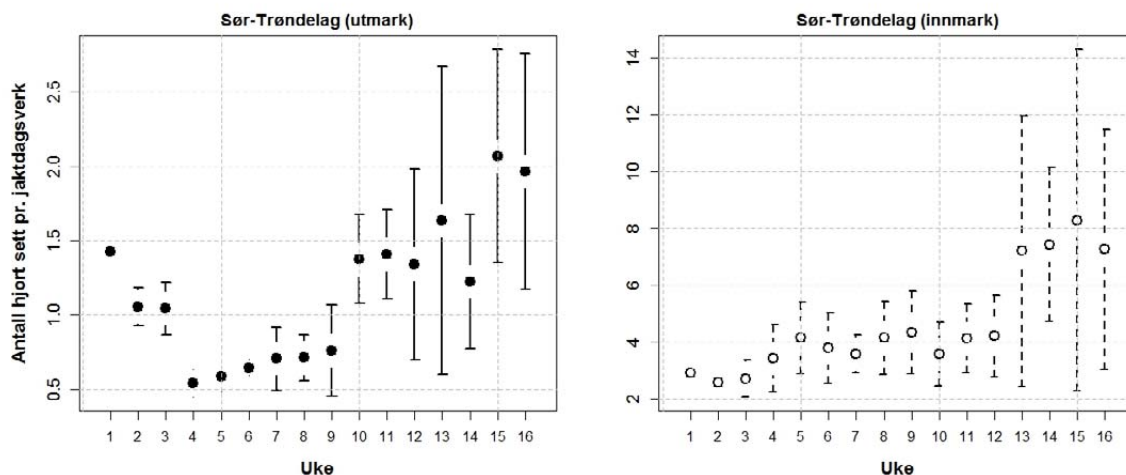 Sør-Trøndelag (utmark)
Sør-Trøndelag (innmark)
Antall hjort sett pr. jaktdagsverk
2.5
2.0
1.5
1.0
0.5
14
12
10
8
6
4
2
1 2 3 4 5 6 7 8 9 10 11 12 13 14 15 16
1 2 3 4 5 6 7 8 9 10 11 12 13 14 15 16
Uke
Uke